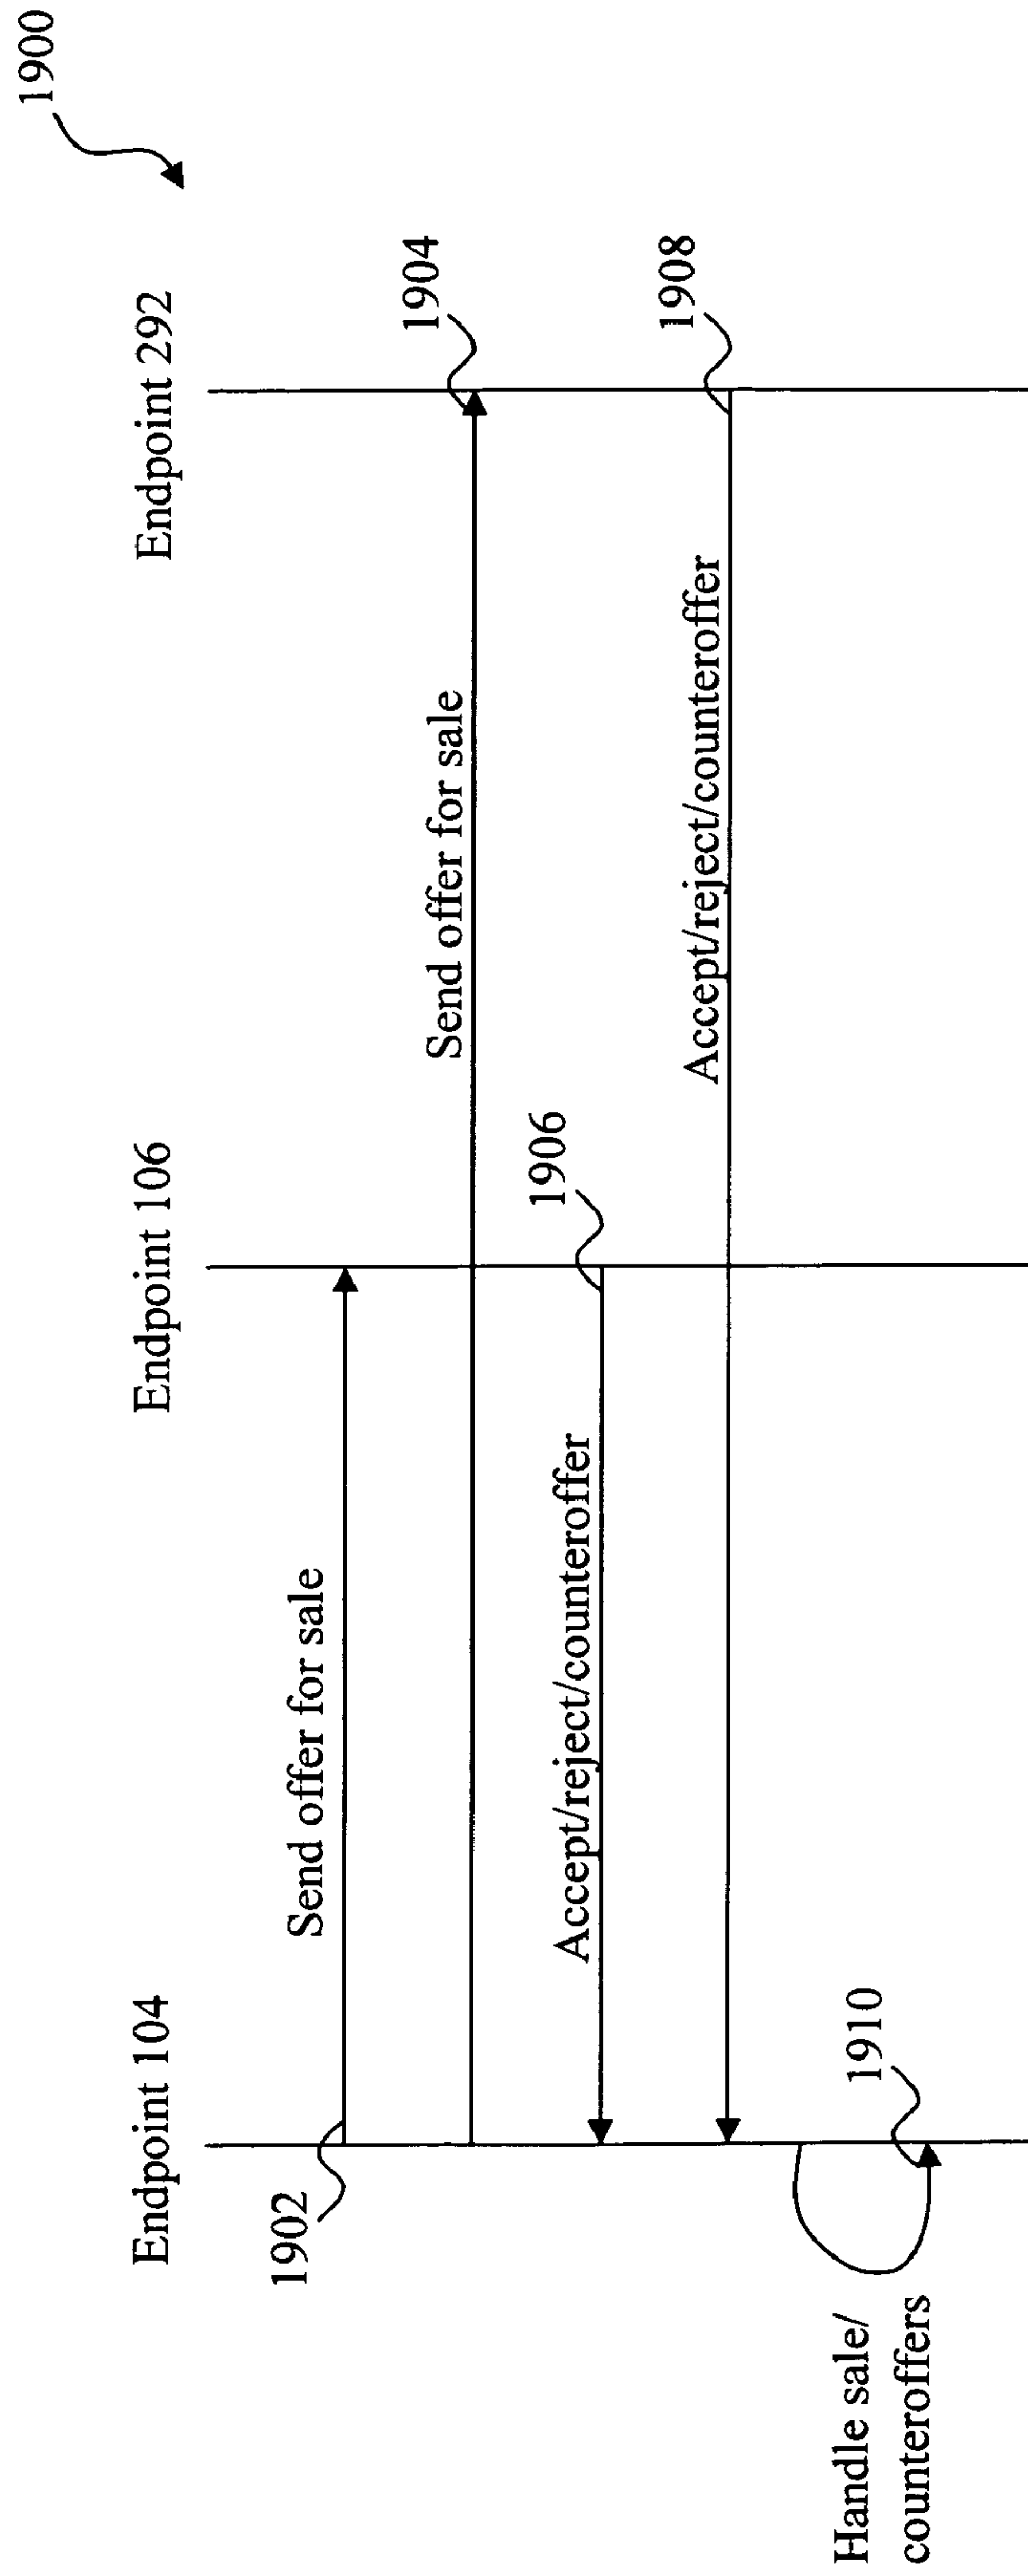 1900
Endpoint 104
Endpoint 106
Endpoint 292
1902
Send offer for sale
Send offer for sale
1904
Accept/reject/counteroffer
1906
Accept/reject/counteroffer
1908
Handle sale/
counteroffers
1910